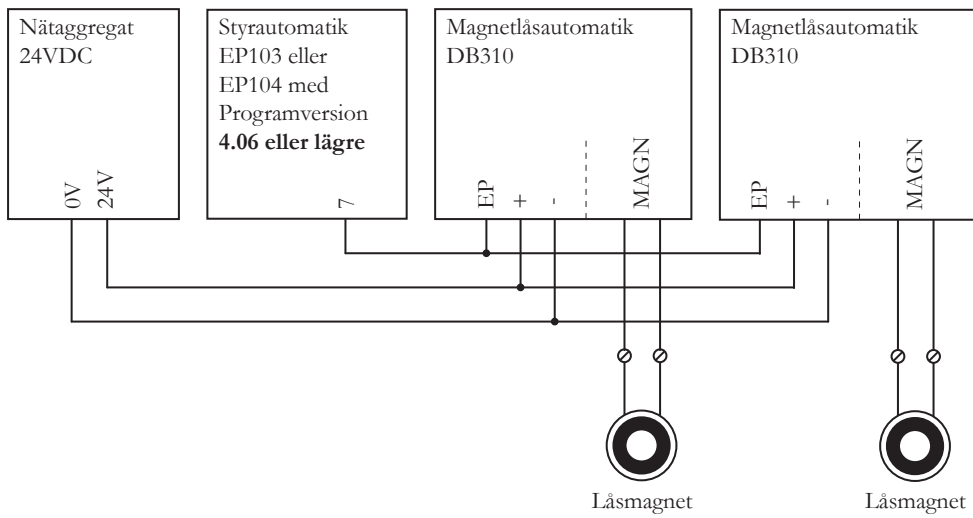 Nätaggregat
24VDC
0V
24V
Styrautomatik
EP103 eller
EP104 med
Programversion
4.06 eller lägre
7
Magnetlåsautomatik
DB310
EP
+
-
MAGN
Magnetlåsautomatik
DB310
EP
+
-
MAGN
Låsmagnet
Låsmagnet